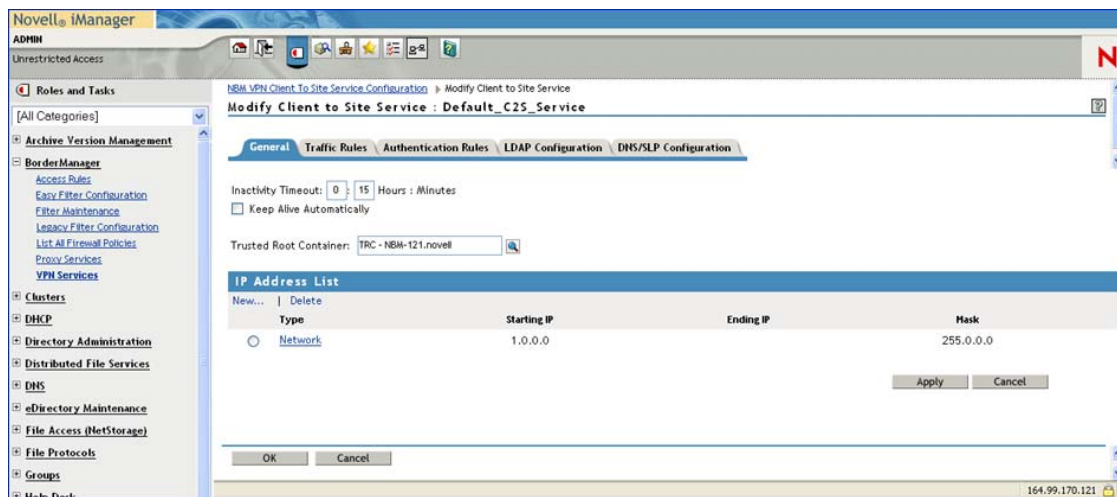 Novell® iManager
ADMIN
Unrestricted Access
N
Roles and Tasks
[All Categories]
Archive Version Management
BorderManager
Access Rules
Easy Filter Configuration
Filter Maintenance
Legacy Filter Configuration
List All Firewall Policies
Proxy Services
VPN Services
Clusters
DHCP
Directory Administration
Distributed File Services
DNS
eDirectory Maintenance
File Access (NetStorage)
File Protocols
Groups
Help Desk
NBM VPN Client To Site Service Configuration Modify Client to Site Service
Modify Client to Site Service : Default_C2S_Service
General Traffic Rules Authentication Rules LDAP Configuration DNS/SLP Configuration
Inactivity Timeout: 0 : 15 Hours : Minutes
Keep Alive Automatically
Trusted Root Container: TRC - NBM-121.novell
IP Address List
New... | Delete
Type Starting IP Ending IP Mask
Network 1.0.0.0 255.0.0.0
Apply Cancel
OK Cancel
164.99.170.121